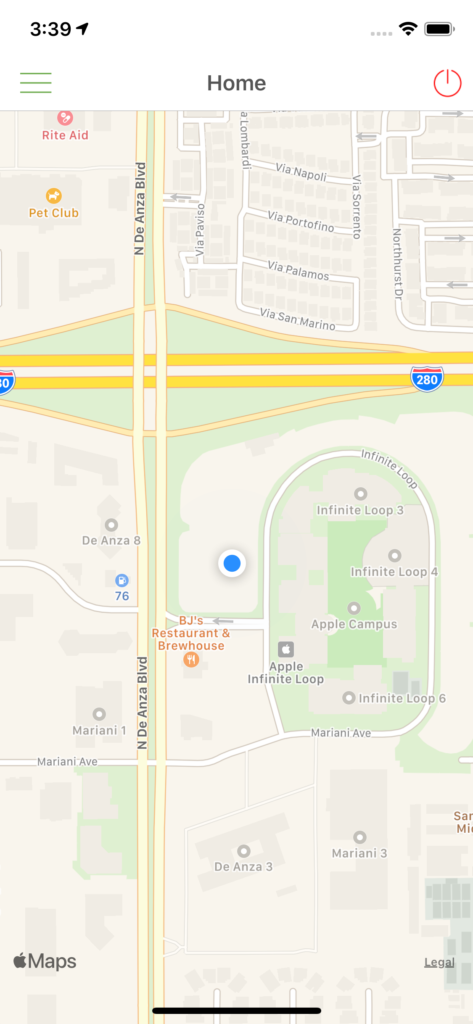 3:39
Home
Rite Aid
Pet Club
N De Anza Blvd
Via Paviso
a Lombardi
Via Napoli
Via Sorrento
Via Portofino
Via Palamos
Northhurst Dr
Via San Marino
80
280
Infinite Loop
Infinite Loop 3
De Anza 8
Infinite Loop 4
76
Apple Campus
BJ's
Restaurant &
Brewhouse
Apple
Infinite Loop
N De Anza Blvd
Infinite Loop 6
Mariani 1
Mariani Ave
Mariani Ave
San
Mic
Mariani 3
De Anza 3
Maps
Legal